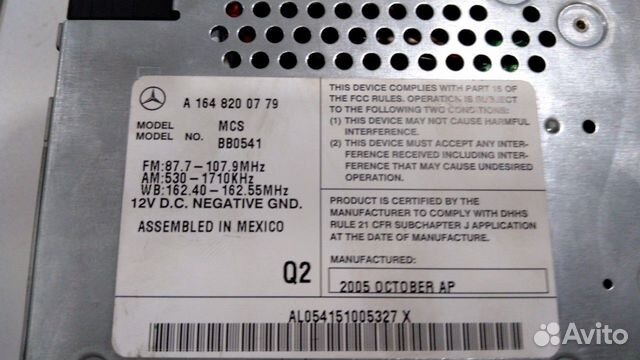 A 164 820 07 79
MODEL MCS
MODEL NO. BB0541
FM:87.7-107.9MHz
AM:530-1710KHz
WB:162.40-162.55MHz
12V D.C. NEGATIVE GND.
ASSEMBLED IN MEXICO
Q2
THIS DEVICE COMPLIES WITH PART 15 OF
THE FCC RULES. OPERATION IS SUBJECT
TO THE FOLLOWING TWO CONDITIONS:
(1) THIS DEVICE MAY NOT CAUSE HARMFUL
INTERFERENCE.
(2) THIS DEVICE MUST ACCEPT ANY INTER-
FERENCE RECEIVED INCLUDING INTER-
FERENCE THAT MAY CAUSE UNDESIRED
OPERATION.
PRODUCT IS CERTIFIED BY THE
MANUFACTURER TO COMPLY WITH DHHS
RULE 21 CFR SUBCHAPTER J APPLICATION
AT THE DATE OF MANUFACTURE.
MANUFACTURED:
2005 OCTOBER AP
AL054151005327 X
Avito